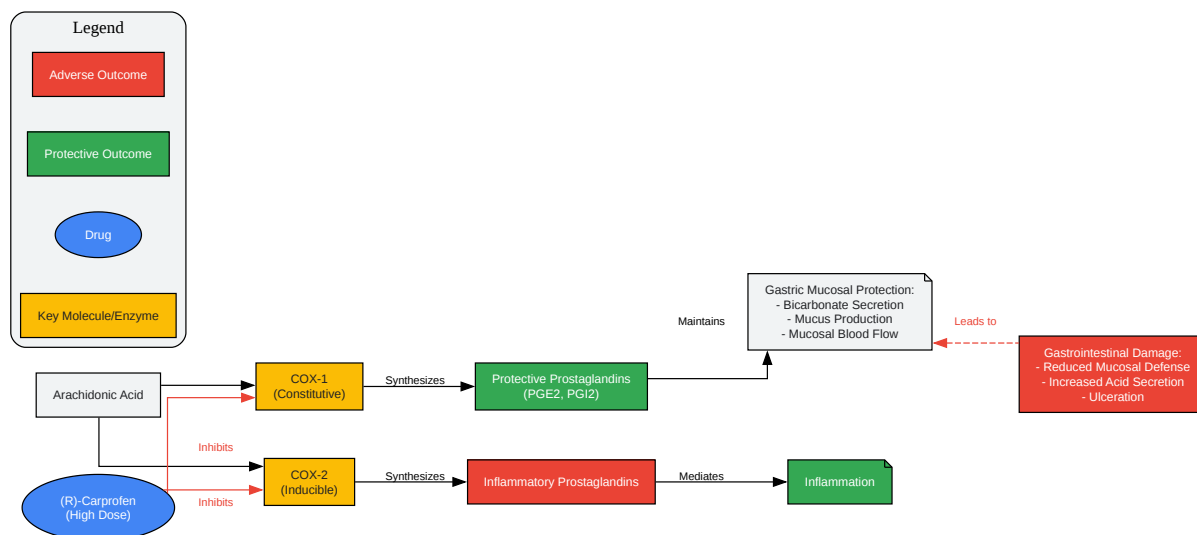 Legend
Adverse Outcome
Protective Outcome
Drug
Key Molecule/Enzyme
Gastric Mucosal Protection:
- Bicarbonate Secretion
- Mucus Production
- Mucosal Blood Flow
Maintains
Leads to
Gastrointestinal Damage:
- Reduced Mucosal Defense
- Increased Acid Secretion
- Ulceration
Arachidonic Acid
COX-1
(Constitutive)
Synthesizes
Protective Prostaglandins
(PGE2, PGI2)
Inhibits
COX-2
(Inducible)
Synthesizes
Inflammatory Prostaglandins
Mediates
Inflammation
(R)-Carprofen
(High Dose)
Inhibits